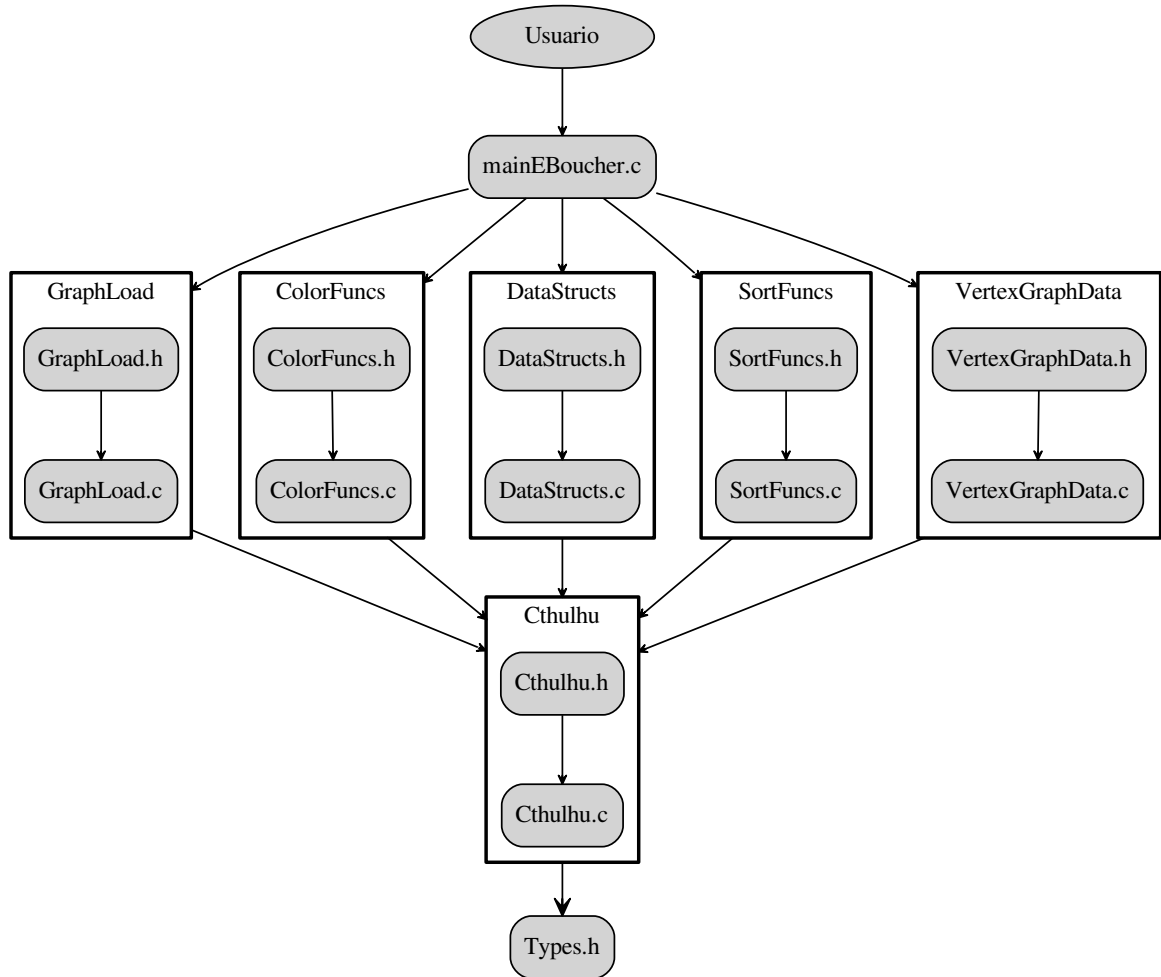 Usuario
mainEBoucher.c
GraphLoad
ColorFuncs
DataStructs
SortFuncs
VertexGraphData
GraphLoad.h
ColorFuncs.h
DataStructs.h
SortFuncs.h
VertexGraphData.h
GraphLoad.c
ColorFuncs.c
DataStructs.c
SortFuncs.c
VertexGraphData.c
Cthulhu
Cthulhu.h
Cthulhu.c
Types.h